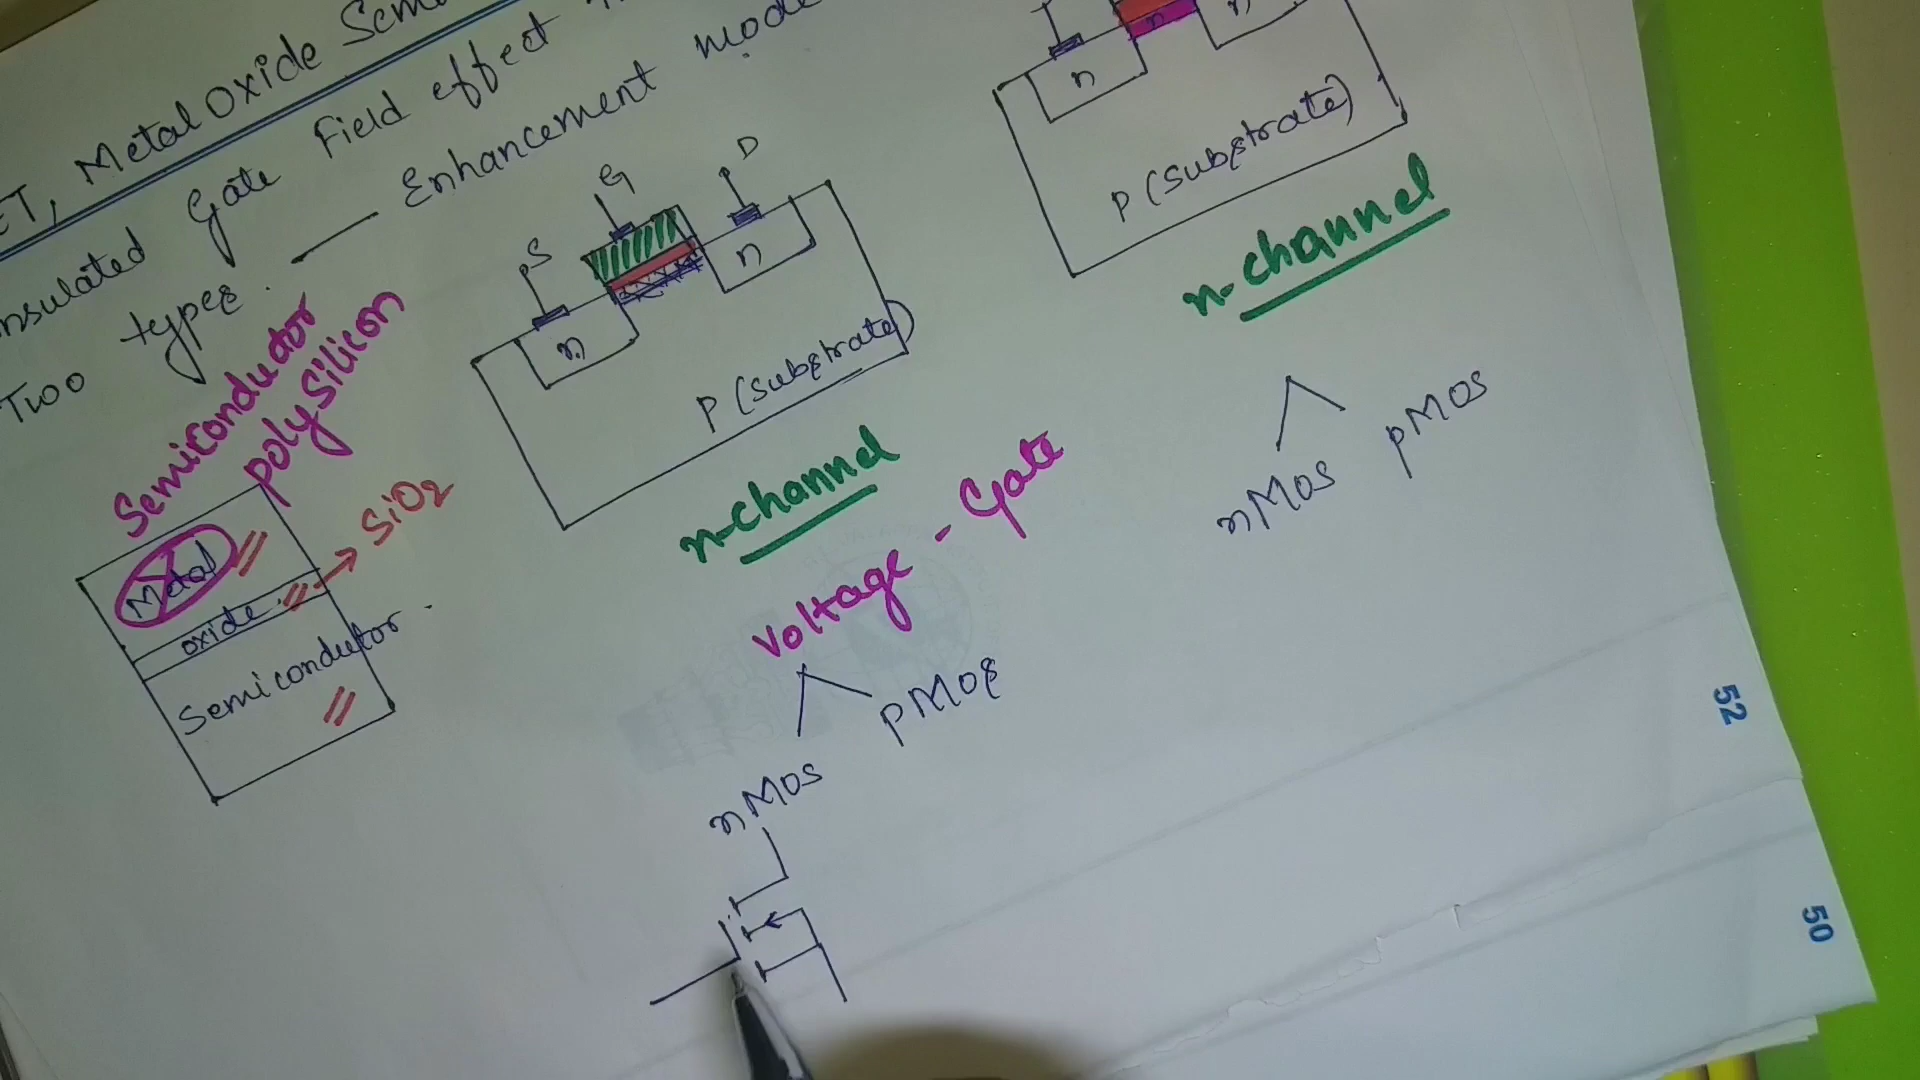 ET, Metal Oxide Sem
nsulated Gate Field effect
Two types. — Enhancement mode
S
G
D
n
n
P (Substrate)
n-channel
n
n
n
P (Substrate)
n-channel
Semiconductor
polysilicon
Metal
oxide.
→ SiO2
Semicondutor.
Voltage - Gate
nMos
pMos
nMos
pMos
52
50